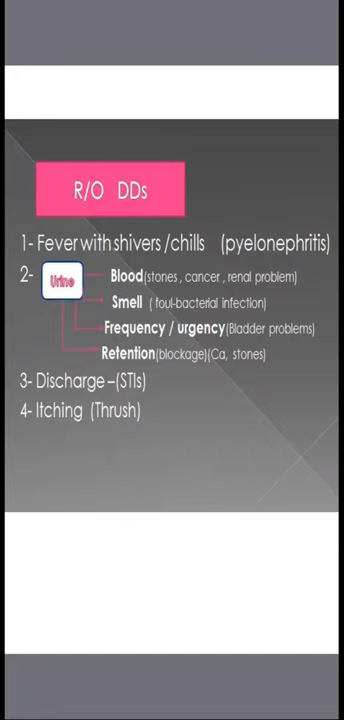 R/O DDs
1- Fever with shivers /chills (pyelonephritis)
2- Urine
Blood(stones , cancer , renal problem)
Smell ( foul-bacterial infection)
Frequency / urgency(Bladder problems)
Retention(blockage)(Ca, stones)
3- Discharge –(STIs)
4- Itching (Thrush)